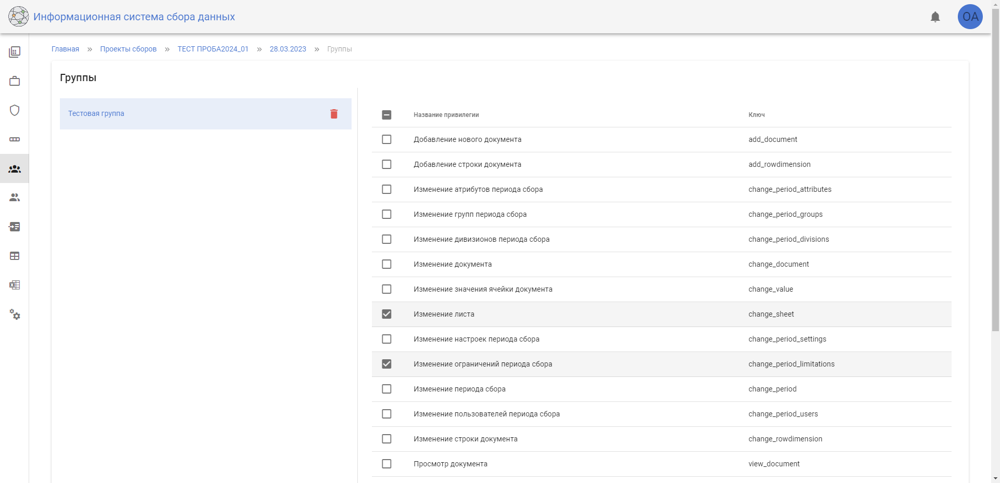 Информационная система сбора данных
OA
Главная » Проекты сборов » ТЕСТ ПРОБА2024_01 » 28.03.2023 » Группы
Группы
Тестовая группа
Название привилегии Ключ
Добавление нового документа add_document
Добавление строки документа add_rowdimension
Изменение атрибутов периода сбора change_period_attributes
Изменение групп периода сбора change_period_groups
Изменение дивизионов периода сбора change_period_divisions
Изменение документа change_document
Изменение значения ячейки документа change_value
Изменение листа change_sheet
Изменение настроек периода сбора change_period_settings
Изменение ограничений периода сбора change_period_limitations
Изменение периода сбора change_period
Изменение пользователей периода сбора change_period_users
Изменение строки документа change_rowdimension
Просмотр документа view_document